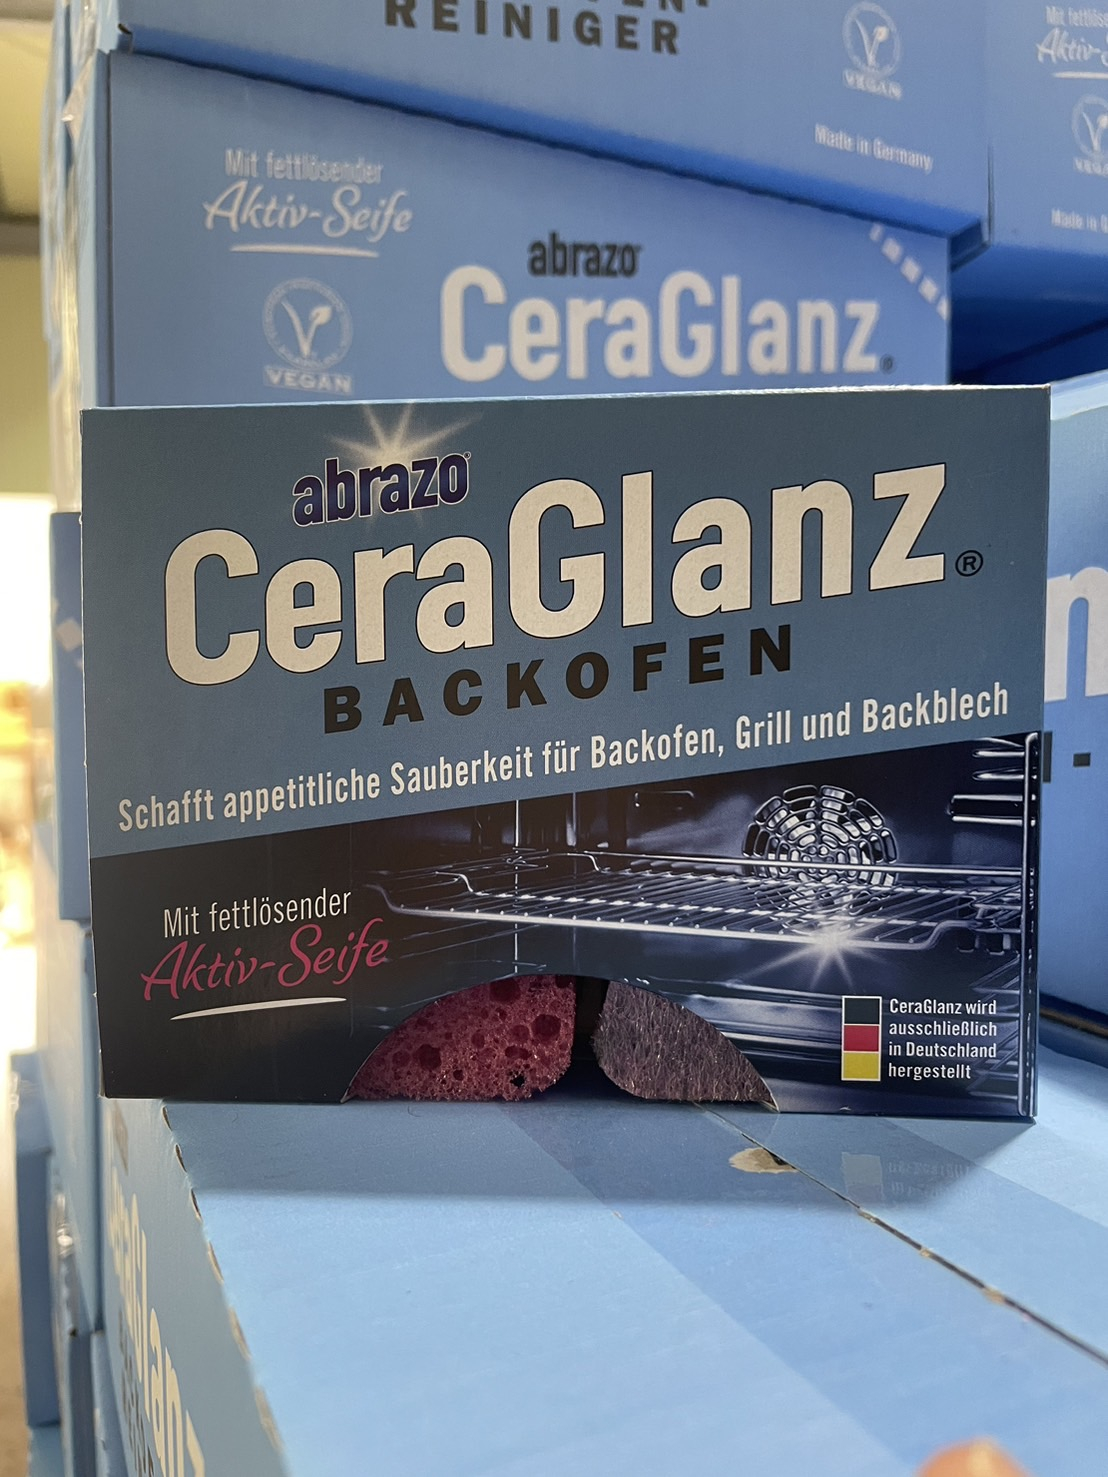 REINIGER
VEGAN
Made in Germany
Mit fettlösender
Aktiv-Seife
VEGAN
abrazo
CeraGlanz®
abrazo®
CeraGlanz®
BACKOFEN
Schafft appetitliche Sauberkeit für Backofen, Grill und Backblech
Mit fettlösender
Aktiv-Seife
CeraGlanz wird
ausschließlich
in Deutschland
hergestellt